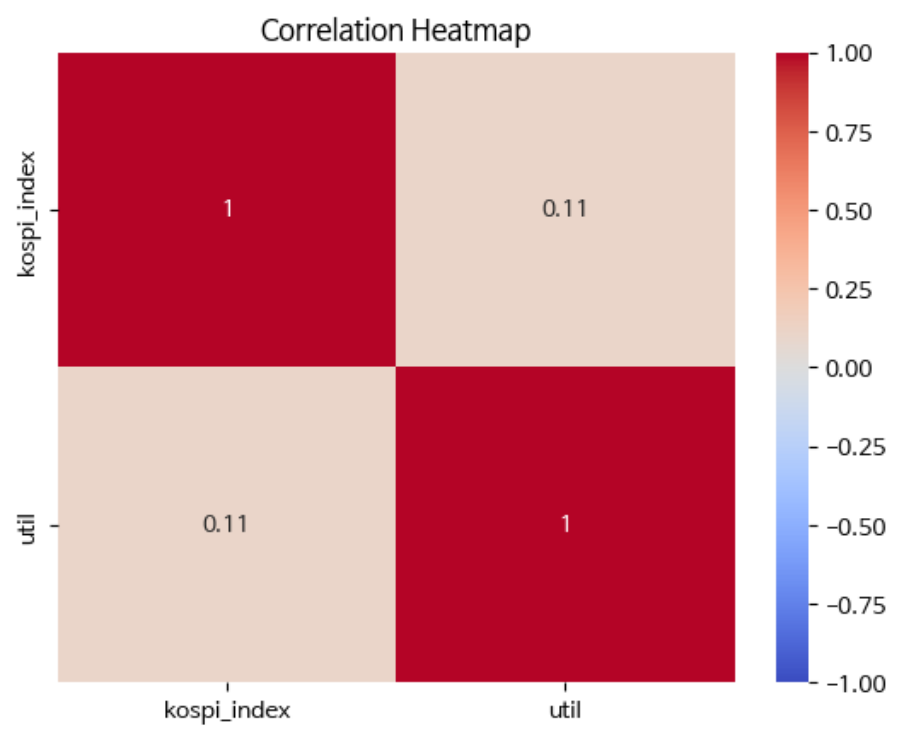 Correlation Heatmap
kospi_index
util
1
0.11
0.11
1
kospi_index
util
1.00
0.75
0.50
0.25
0.00
−0.25
−0.50
−0.75
−1.00